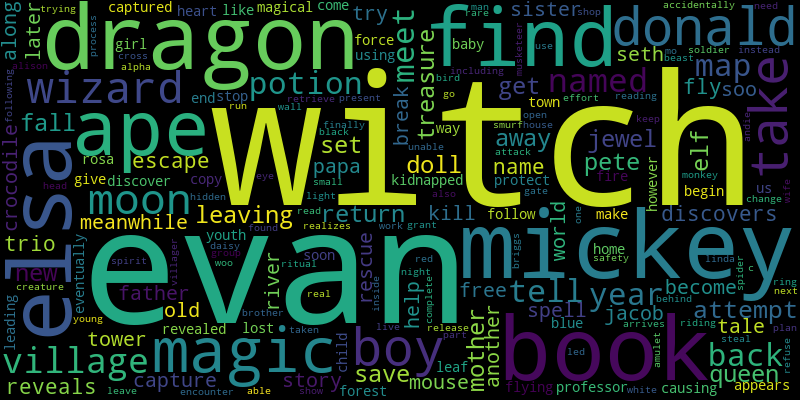 trying captured heart like magical come man rare shop accidentally need
dragon find donald
along later process girl cross alpha force using try meet sister baby musketeer use mo soldier instead beast seth map
wizard potion treasure get named fly soo take
alison following crocodile fall ape end stop break bird including retrieve present go run wall
witch
town effort reading open house way keep jewel elf monkey andie
rosa escape set finally black papa doll away smurf attack unable name pete however fire wife
elsa give discover copy eye small kidnapped protect gate begin us change
head moon leaving hidden light return kill also follow make discovers
meanwhile read work grant realizes world one home safety
trio evan mickey
new youth daisy found group soon river rescue night red tell year become linda behind
creature eventually spirit villager woo ritual father real inside help complete free briggs spell spider c ring next
leading young old brother taken live release part mother another blue jacob arrives riding attempt plan
village tower revealed lost magic child boy book led amulet tale steal
reveals capture story save mouse leaf professor white causing back queen refuse
leave encounter able show forest flying appears